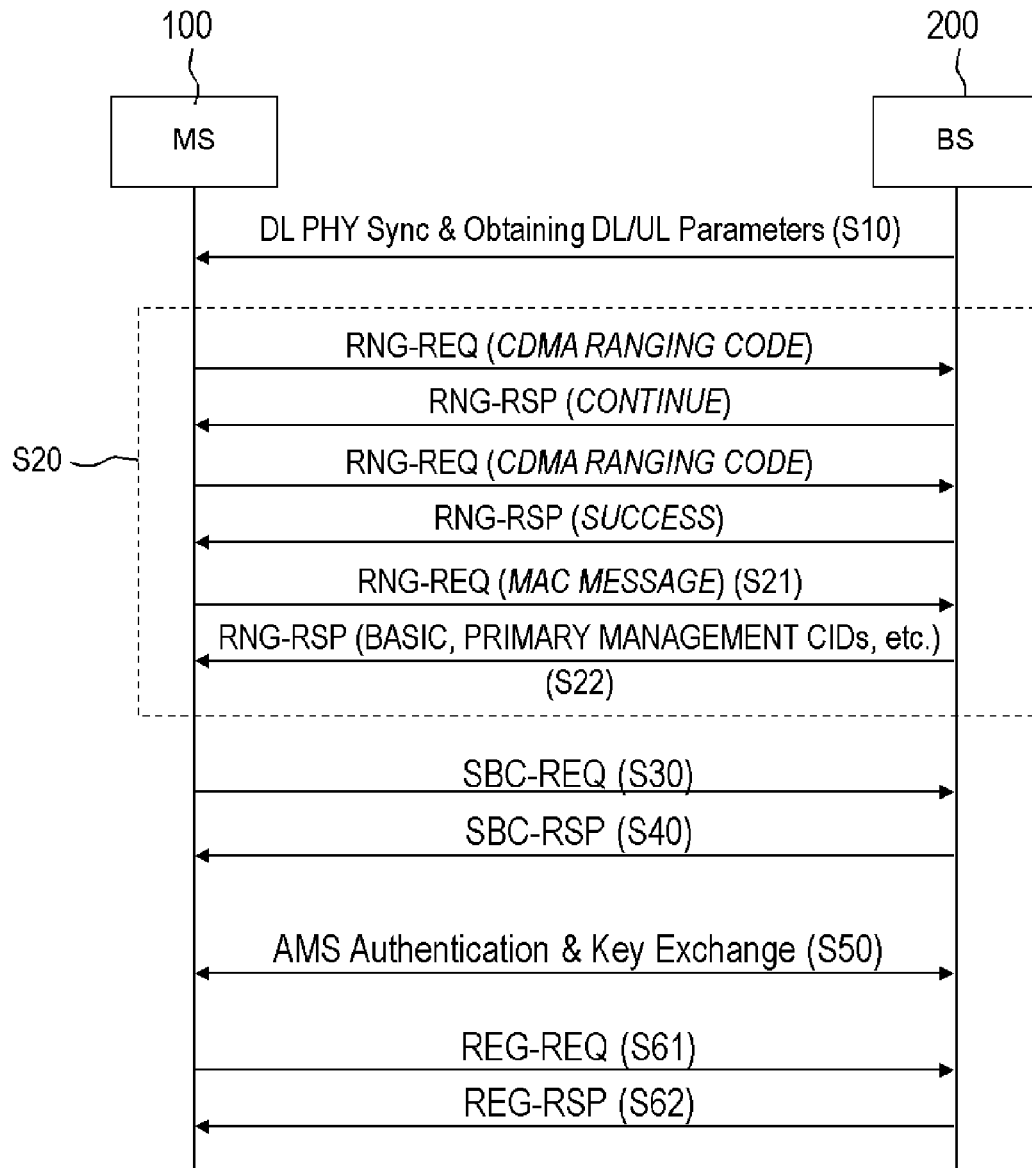 100
200
MS
BS
DL PHY Sync & Obtaining DL/UL Parameters (S10)
RNG-REQ (CDMA RANGING CODE)
RNG-RSP (CONTINUE)
S20
RNG-REQ (CDMA RANGING CODE)
RNG-RSP (SUCCESS)
RNG-REQ (MAC MESSAGE) (S21)
RNG-RSP (BASIC, PRIMARY MANAGEMENT CIDs, etc.)
(S22)
SBC-REQ (S30)
SBC-RSP (S40)
AMS Authentication & Key Exchange (S50)
REG-REQ (S61)
REG-RSP (S62)